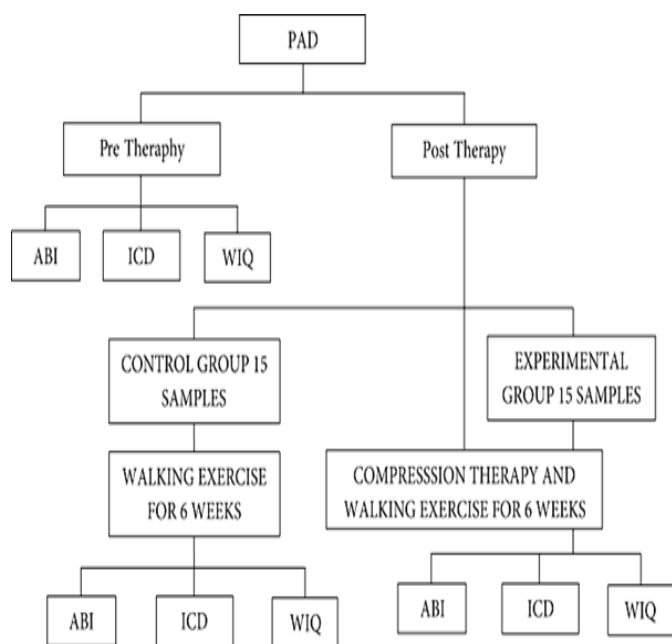 PAD
Pre Theraphy
Post Therapy
ABI
ICD
WIQ
CONTROL GROUP 15
SAMPLES
EXPERIMENTAL
GROUP 15 SAMPLES
WALKING EXERCISE
FOR 6 WEEKS
COMPRESSSION THERAPY AND
WALKING EXERCISE FOR 6 WEEKS
ABI
ICD
WIQ
ABI
ICD
WIQ